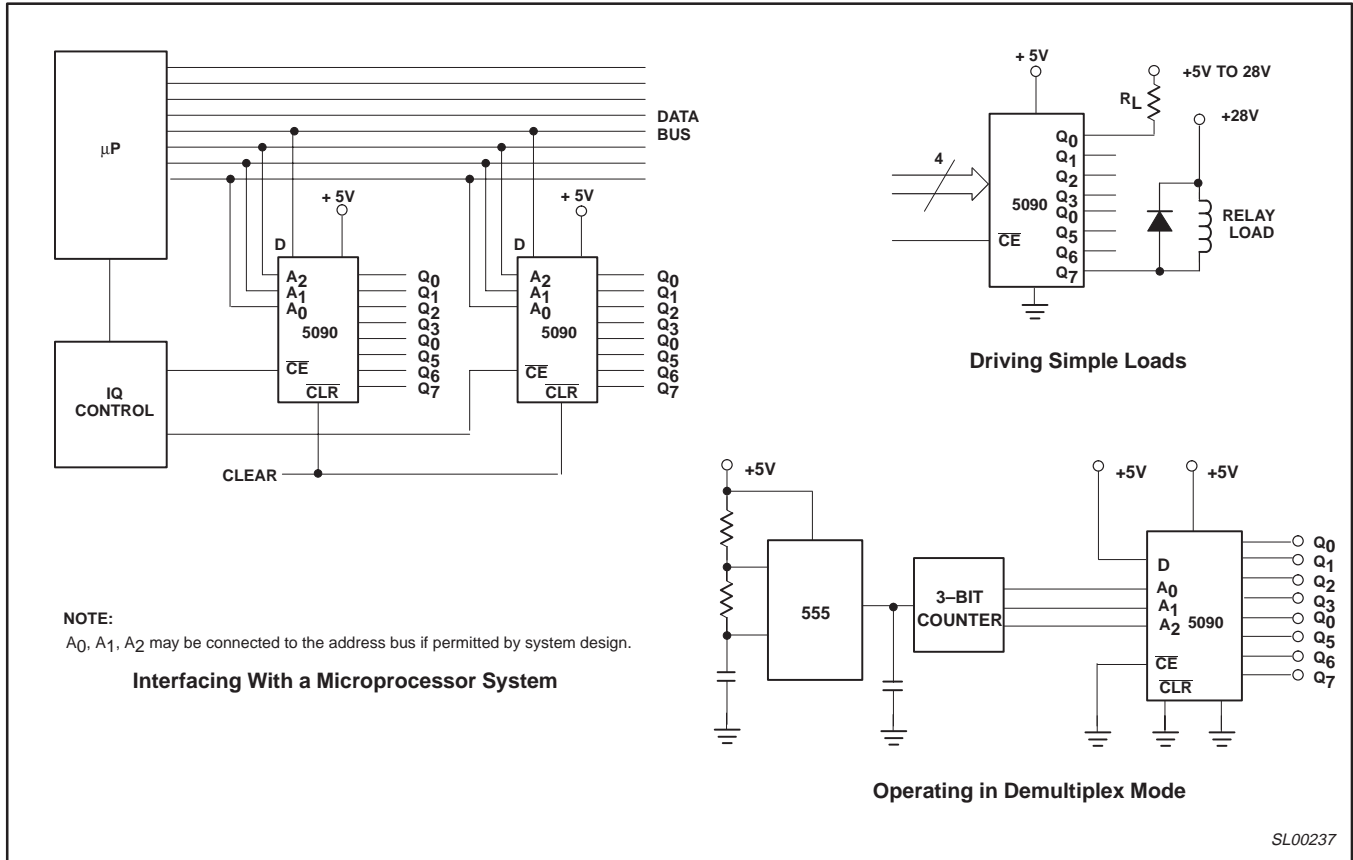 μP
DATA
BUS
+ 5V
+ 5V
D
D
A2
A1
A0
5090
CE
CLR
Q0
Q1
Q2
Q3
Q0
Q5
Q6
Q7
A2
A1
A0
5090
CE
CLR
Q0
Q1
Q2
Q3
Q0
Q5
Q6
Q7
IQ
CONTROL
CLEAR
NOTE:
A0, A1, A2 may be connected to the address bus if permitted by system design.
Interfacing With a Microprocessor System
+ 5V
+5V TO 28V
RL
+28V
4
5090
CE
Q0
Q1
Q2
Q3
Q0
Q5
Q6
Q7
RELAY
LOAD
Driving Simple Loads
+5V
+5V
+5V
555
3–BIT
COUNTER
D
A0
A1
A2
5090
CE
CLR
Q0
Q1
Q2
Q3
Q0
Q5
Q6
Q7
Operating in Demultiplex Mode
SL00237